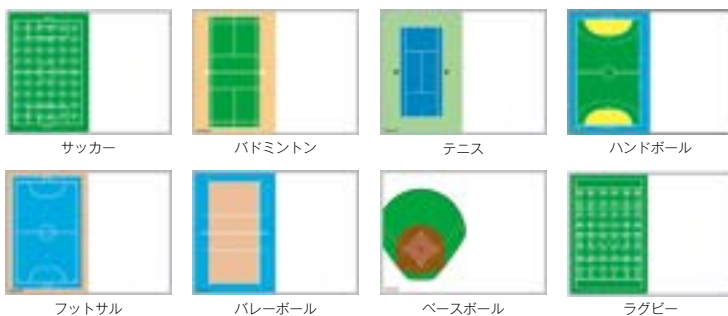 サッカー
バドミントン
テニス
ハンドボール
フットサル
バレーボール
ベースボール
ラグビー